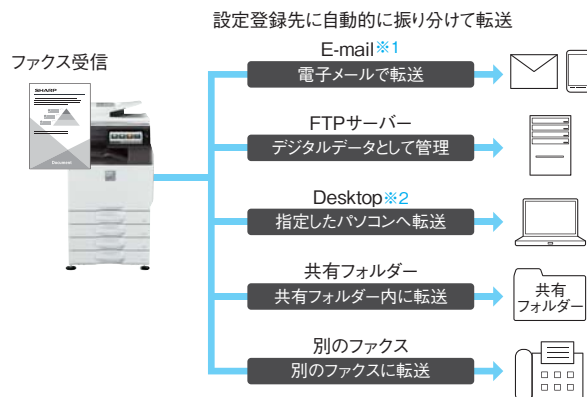 設定登録先に自動的に振り分けて転送
ファクス受信
SHARP
Document
E-mail※1
電子メールで転送
FTPサーバー
デジタルデータとして管理
Desktop※2
指定したパソコンへ転送
共有フォルダー
共有フォルダー内に転送
共有
フォルダー
別のファクス
別のファクスに転送